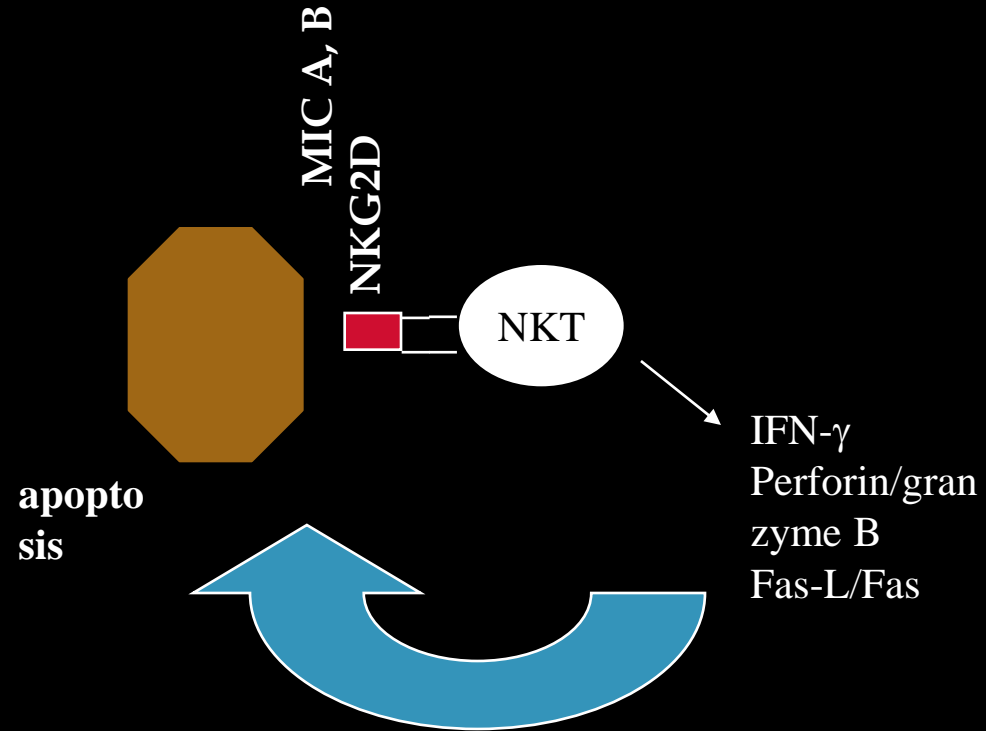 MIC A, B
NKG2D
NKT
IFN-γ
Perforin/gran
zyme B
Fas-L/Fas
apopto
sis